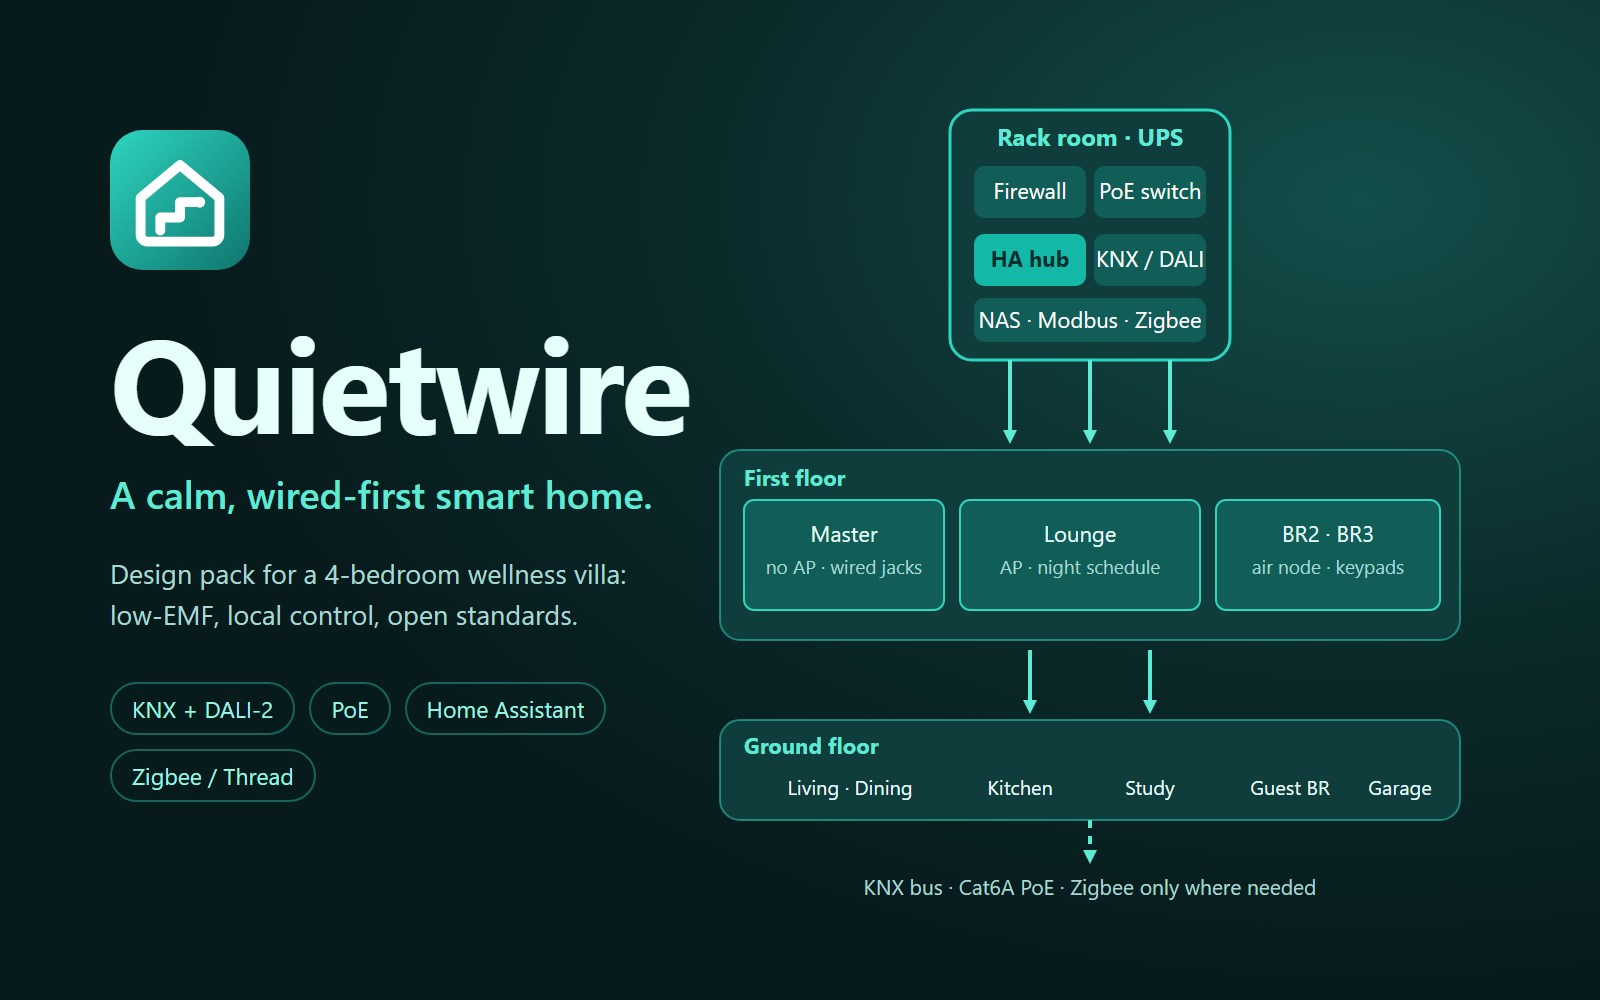 Quietwire
A calm, wired-first smart home.
Design pack for a 4-bedroom wellness villa:
low-EMF, local control, open standards.
KNX + DALI-2
PoE
Home Assistant
Zigbee / Thread
Rack room · UPS
Firewall
PoE switch
HA hub
KNX / DALI
NAS · Modbus · Zigbee
First floor
Master
no AP · wired jacks
Lounge
AP · night schedule
BR2 · BR3
air node · keypads
Ground floor
Living · Dining
Kitchen
Study
Guest BR
Garage
KNX bus · Cat6A PoE · Zigbee only where needed